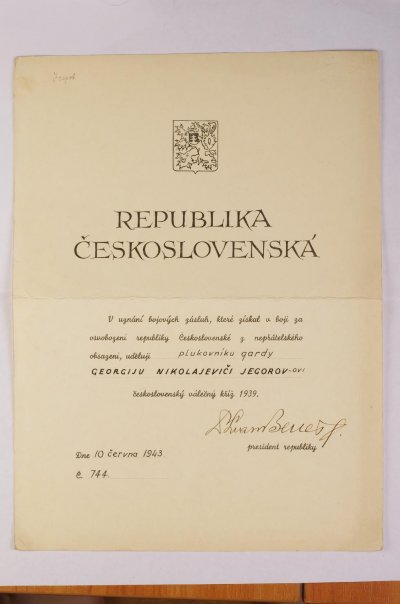 REPUBLIKA
ČESKOSLOVENSKÁ
V uznání bojových zásluh, které získal v boji za
osvobození republiky Československé z nepřátelského
obsazení, uděluji plukovníku gardy
GEORGIJU NIKOLAJEVIČI JEGOROV-ovi
československý válečný kříž 1939.
president republiky
Dne 10 června 1943
č 744.